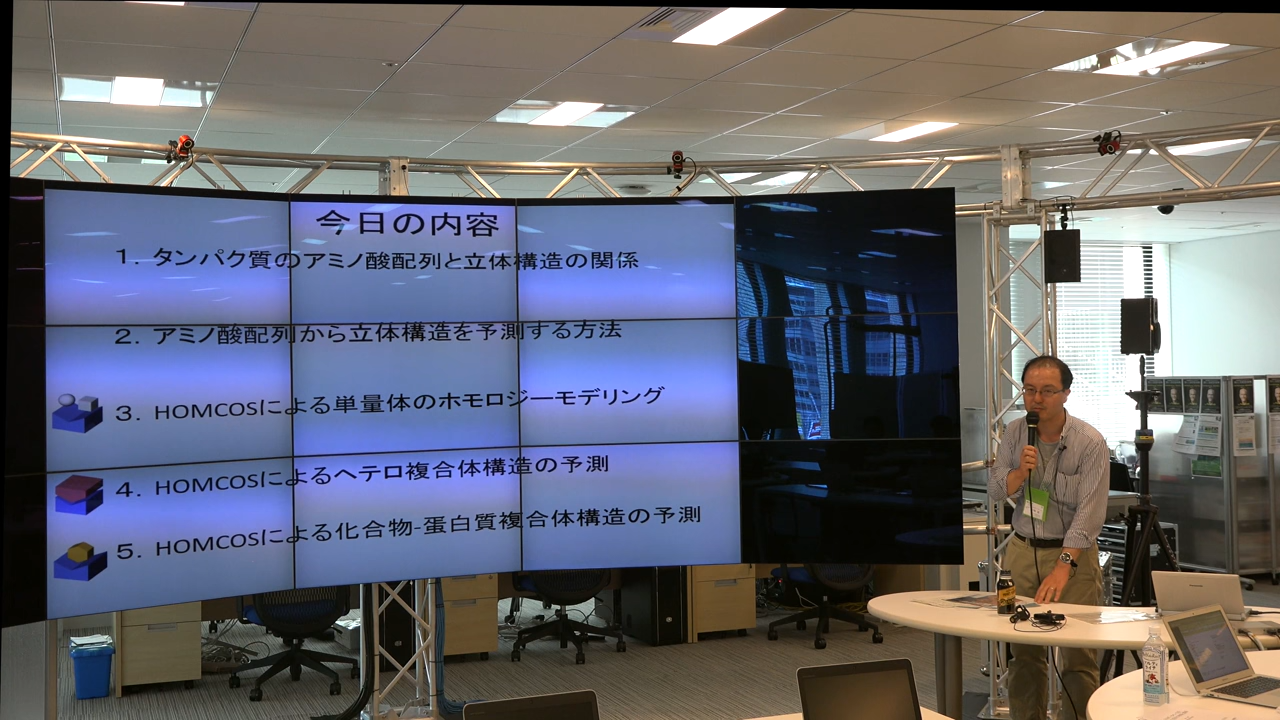 今日の内容
1. タンパク質のアミノ酸配列と立体構造の関係
2. アミノ酸配列から立体構造を予測する方法
3. HOMCOSによる単量体のホモロジーモデリング
4. HOMCOSによるヘテロ複合体構造の予測
5. HOMCOSによる化合物-蛋白質複合体構造の予測